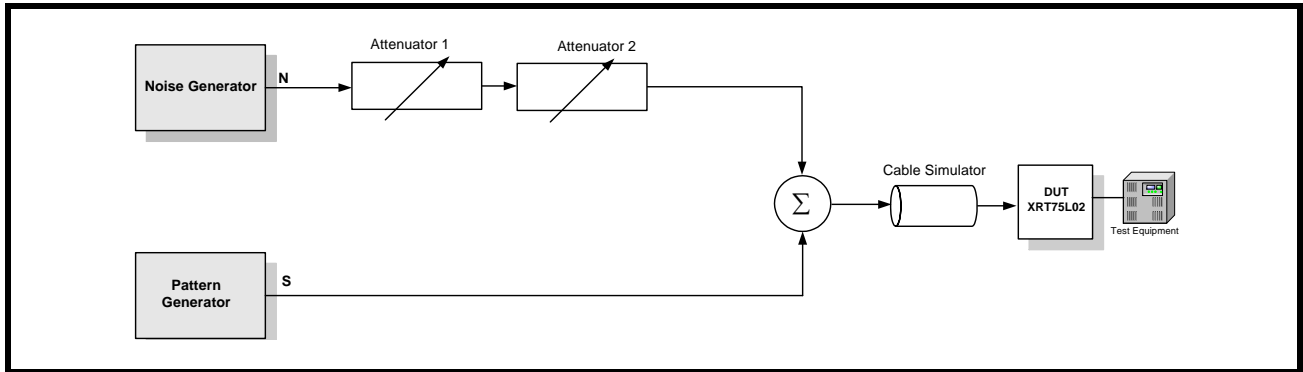 Attenuator 1
Attenuator 2
Noise Generator
N
Cable Simulator
Σ
DUT
XRT75L02
Test Equipment
Pattern
Generator
S